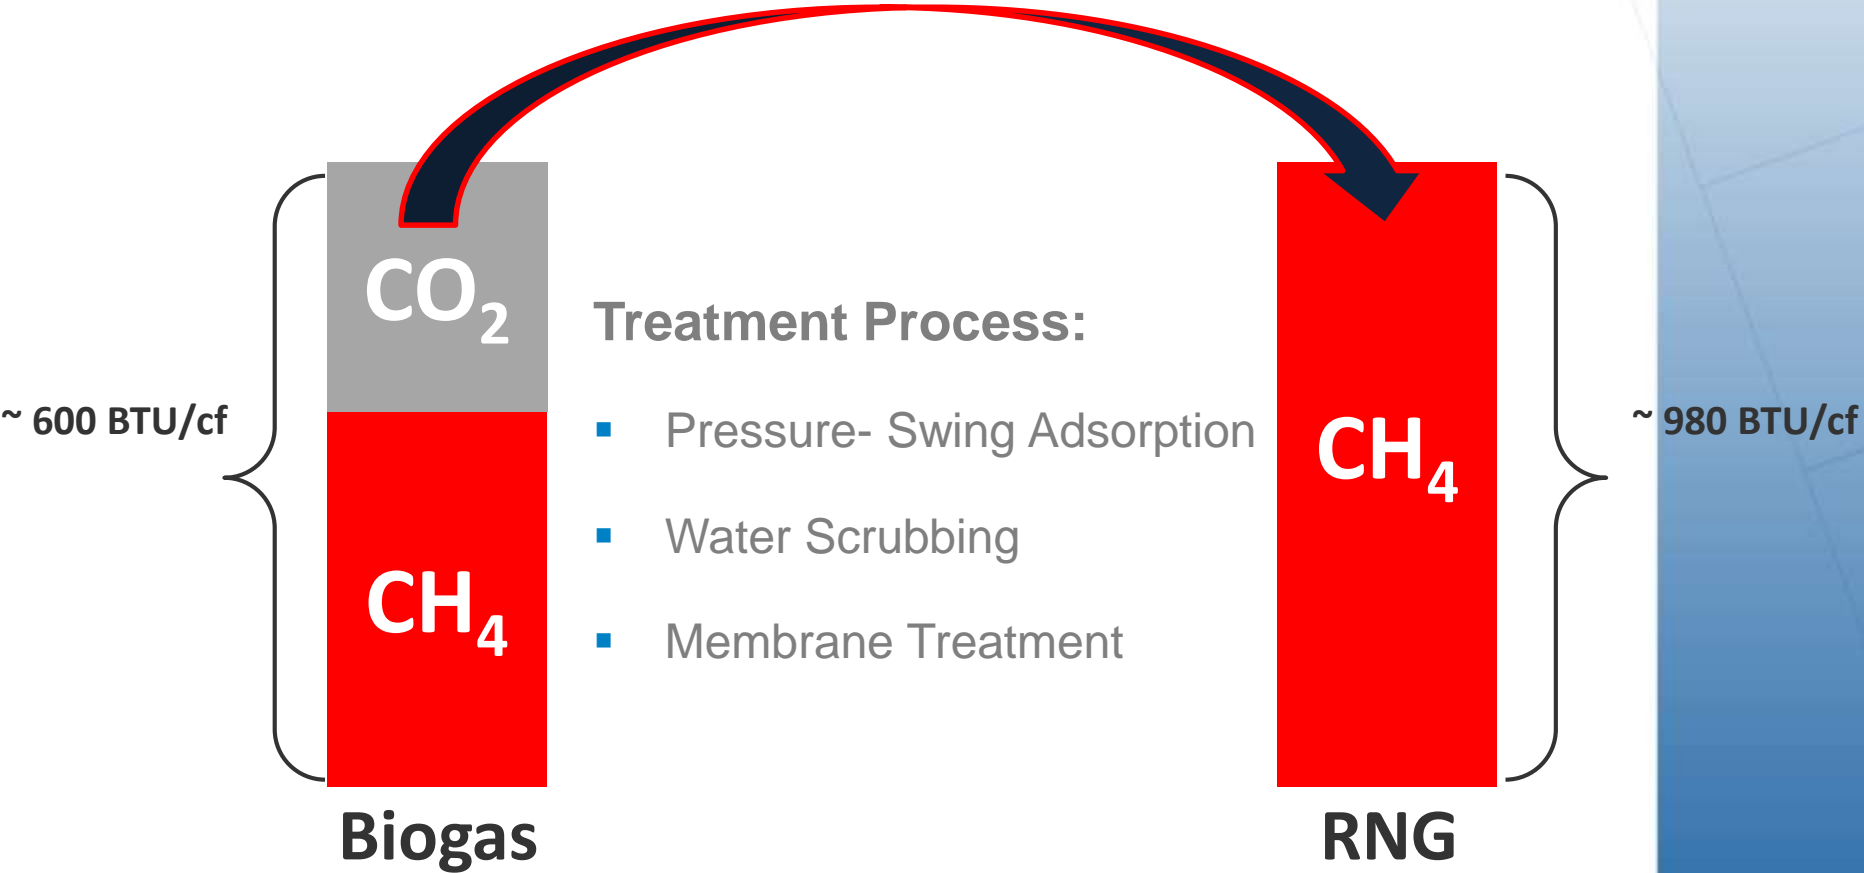 CO₂
Treatment Process:
~ 600 BTU/cf
▪ Pressure- Swing Adsorption
CH₄
~ 980 BTU/cf
▪ Water Scrubbing
CH₄
▪ Membrane Treatment
Biogas
RNG